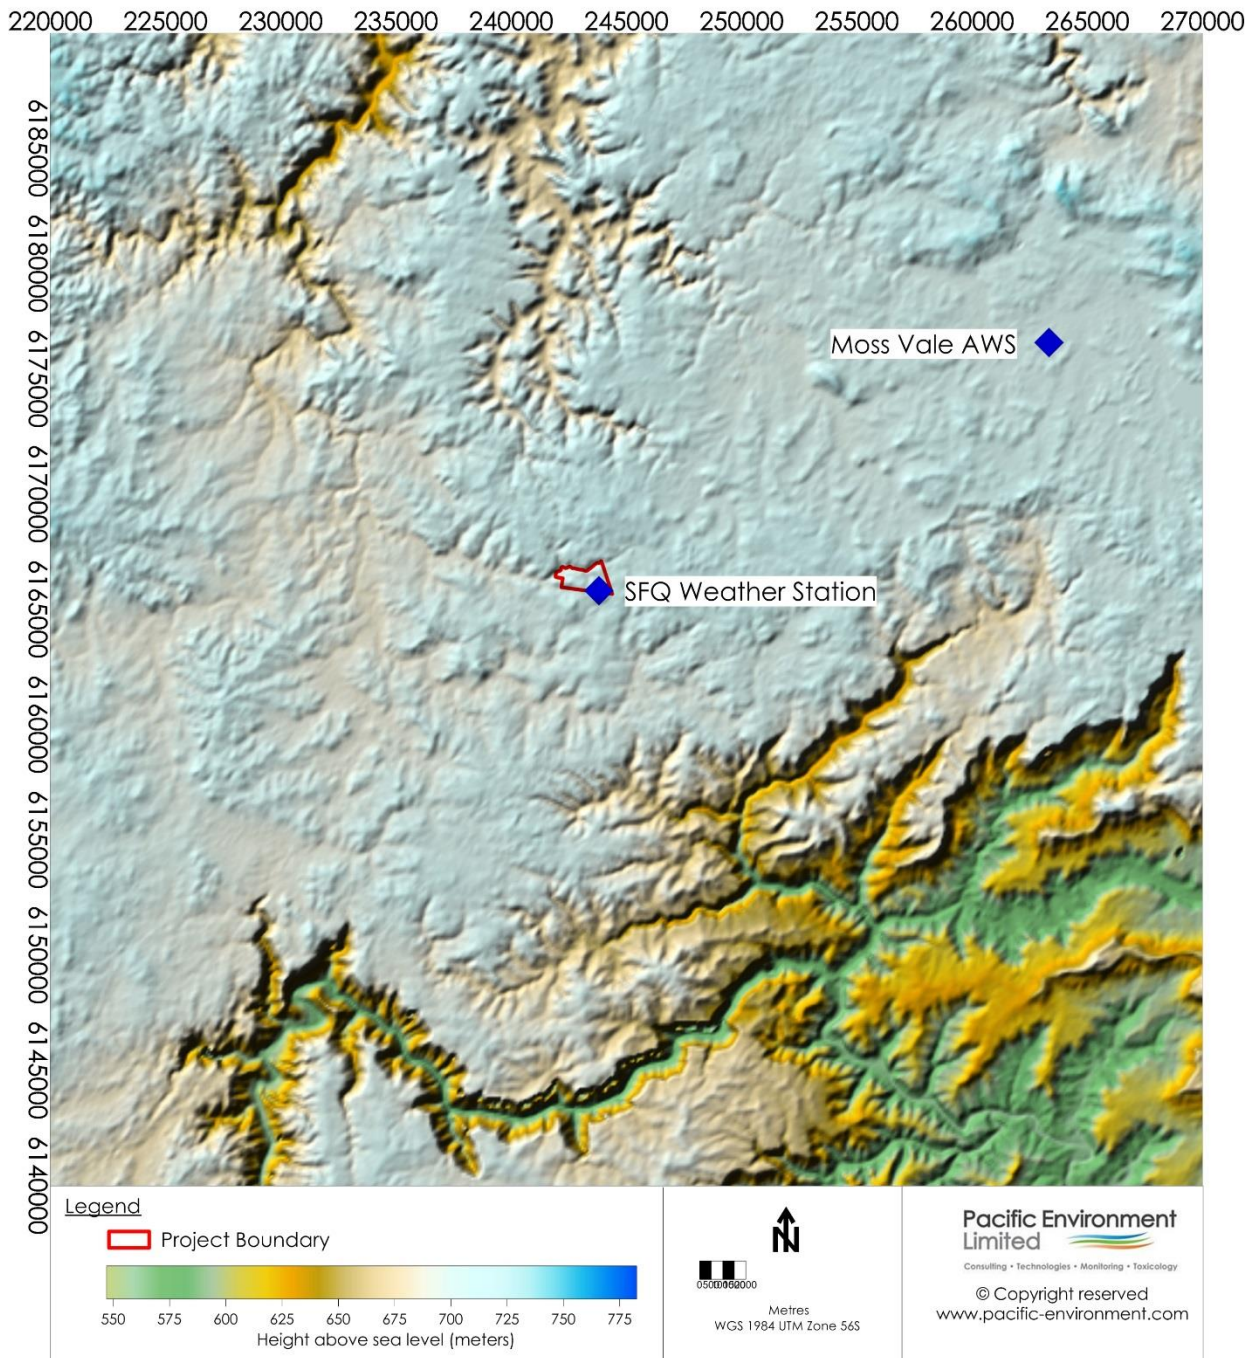 220000 225000 230000 235000 240000 245000 250000 255000 260000 265000 270000
6185000
6180000
6175000
6170000
6165000
6160000
6155000
6150000
6145000
6140000
Moss Vale AWS
SFQ Weather Station
Legend
Project Boundary
550 575 600 625 650 675 700 725 750 775
Height above sea level (meters)
N
Metres
WGS 1984 UTM Zone 56S
Pacific Environment
Limited
Consulting • Technologies • Monitoring • Toxicology
© Copyright reserved
www.pacific-environment.com